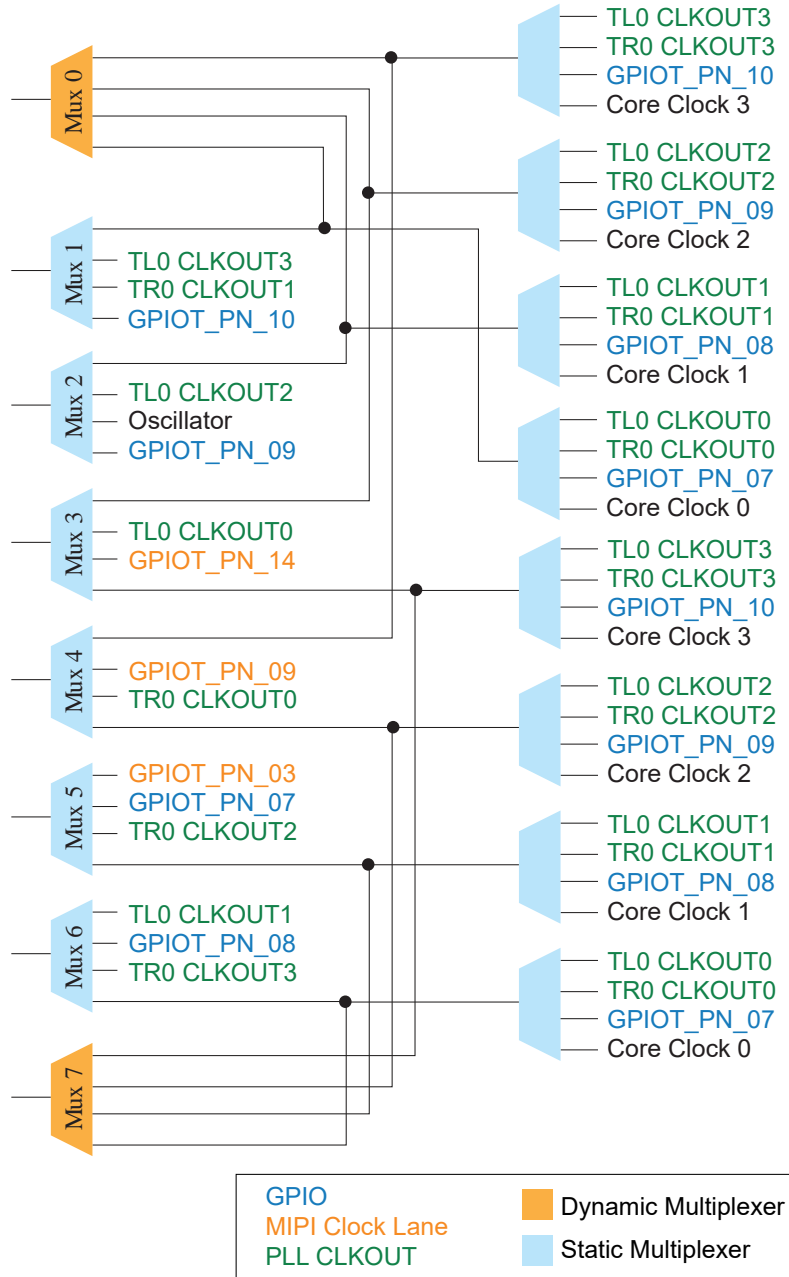 Mux 0
Mux 1
TL0 CLKOUT3
TR0 CLKOUT1
GPIOT_PN_10
Mux 2
TL0 CLKOUT2
Oscillator
GPIOT_PN_09
Mux 3
TL0 CLKOUT0
GPIOT_PN_14
Mux 4
GPIOT_PN_09
TR0 CLKOUT0
Mux 5
GPIOT_PN_03
GPIOT_PN_07
TR0 CLKOUT2
Mux 6
TL0 CLKOUT1
GPIOT_PN_08
TR0 CLKOUT3
Mux 7
TL0 CLKOUT3
TR0 CLKOUT3
GPIOT_PN_10
Core Clock 3
TL0 CLKOUT2
TR0 CLKOUT2
GPIOT_PN_09
Core Clock 2
TL0 CLKOUT1
TR0 CLKOUT1
GPIOT_PN_08
Core Clock 1
TL0 CLKOUT0
TR0 CLKOUT0
GPIOT_PN_07
Core Clock 0
TL0 CLKOUT3
TR0 CLKOUT3
GPIOT_PN_10
Core Clock 3
TL0 CLKOUT2
TR0 CLKOUT2
GPIOT_PN_09
Core Clock 2
TL0 CLKOUT1
TR0 CLKOUT1
GPIOT_PN_08
Core Clock 1
TL0 CLKOUT0
TR0 CLKOUT0
GPIOT_PN_07
Core Clock 0
GPIO
MIPI Clock Lane
PLL CLKOUT
Dynamic Multiplexer
Static Multiplexer